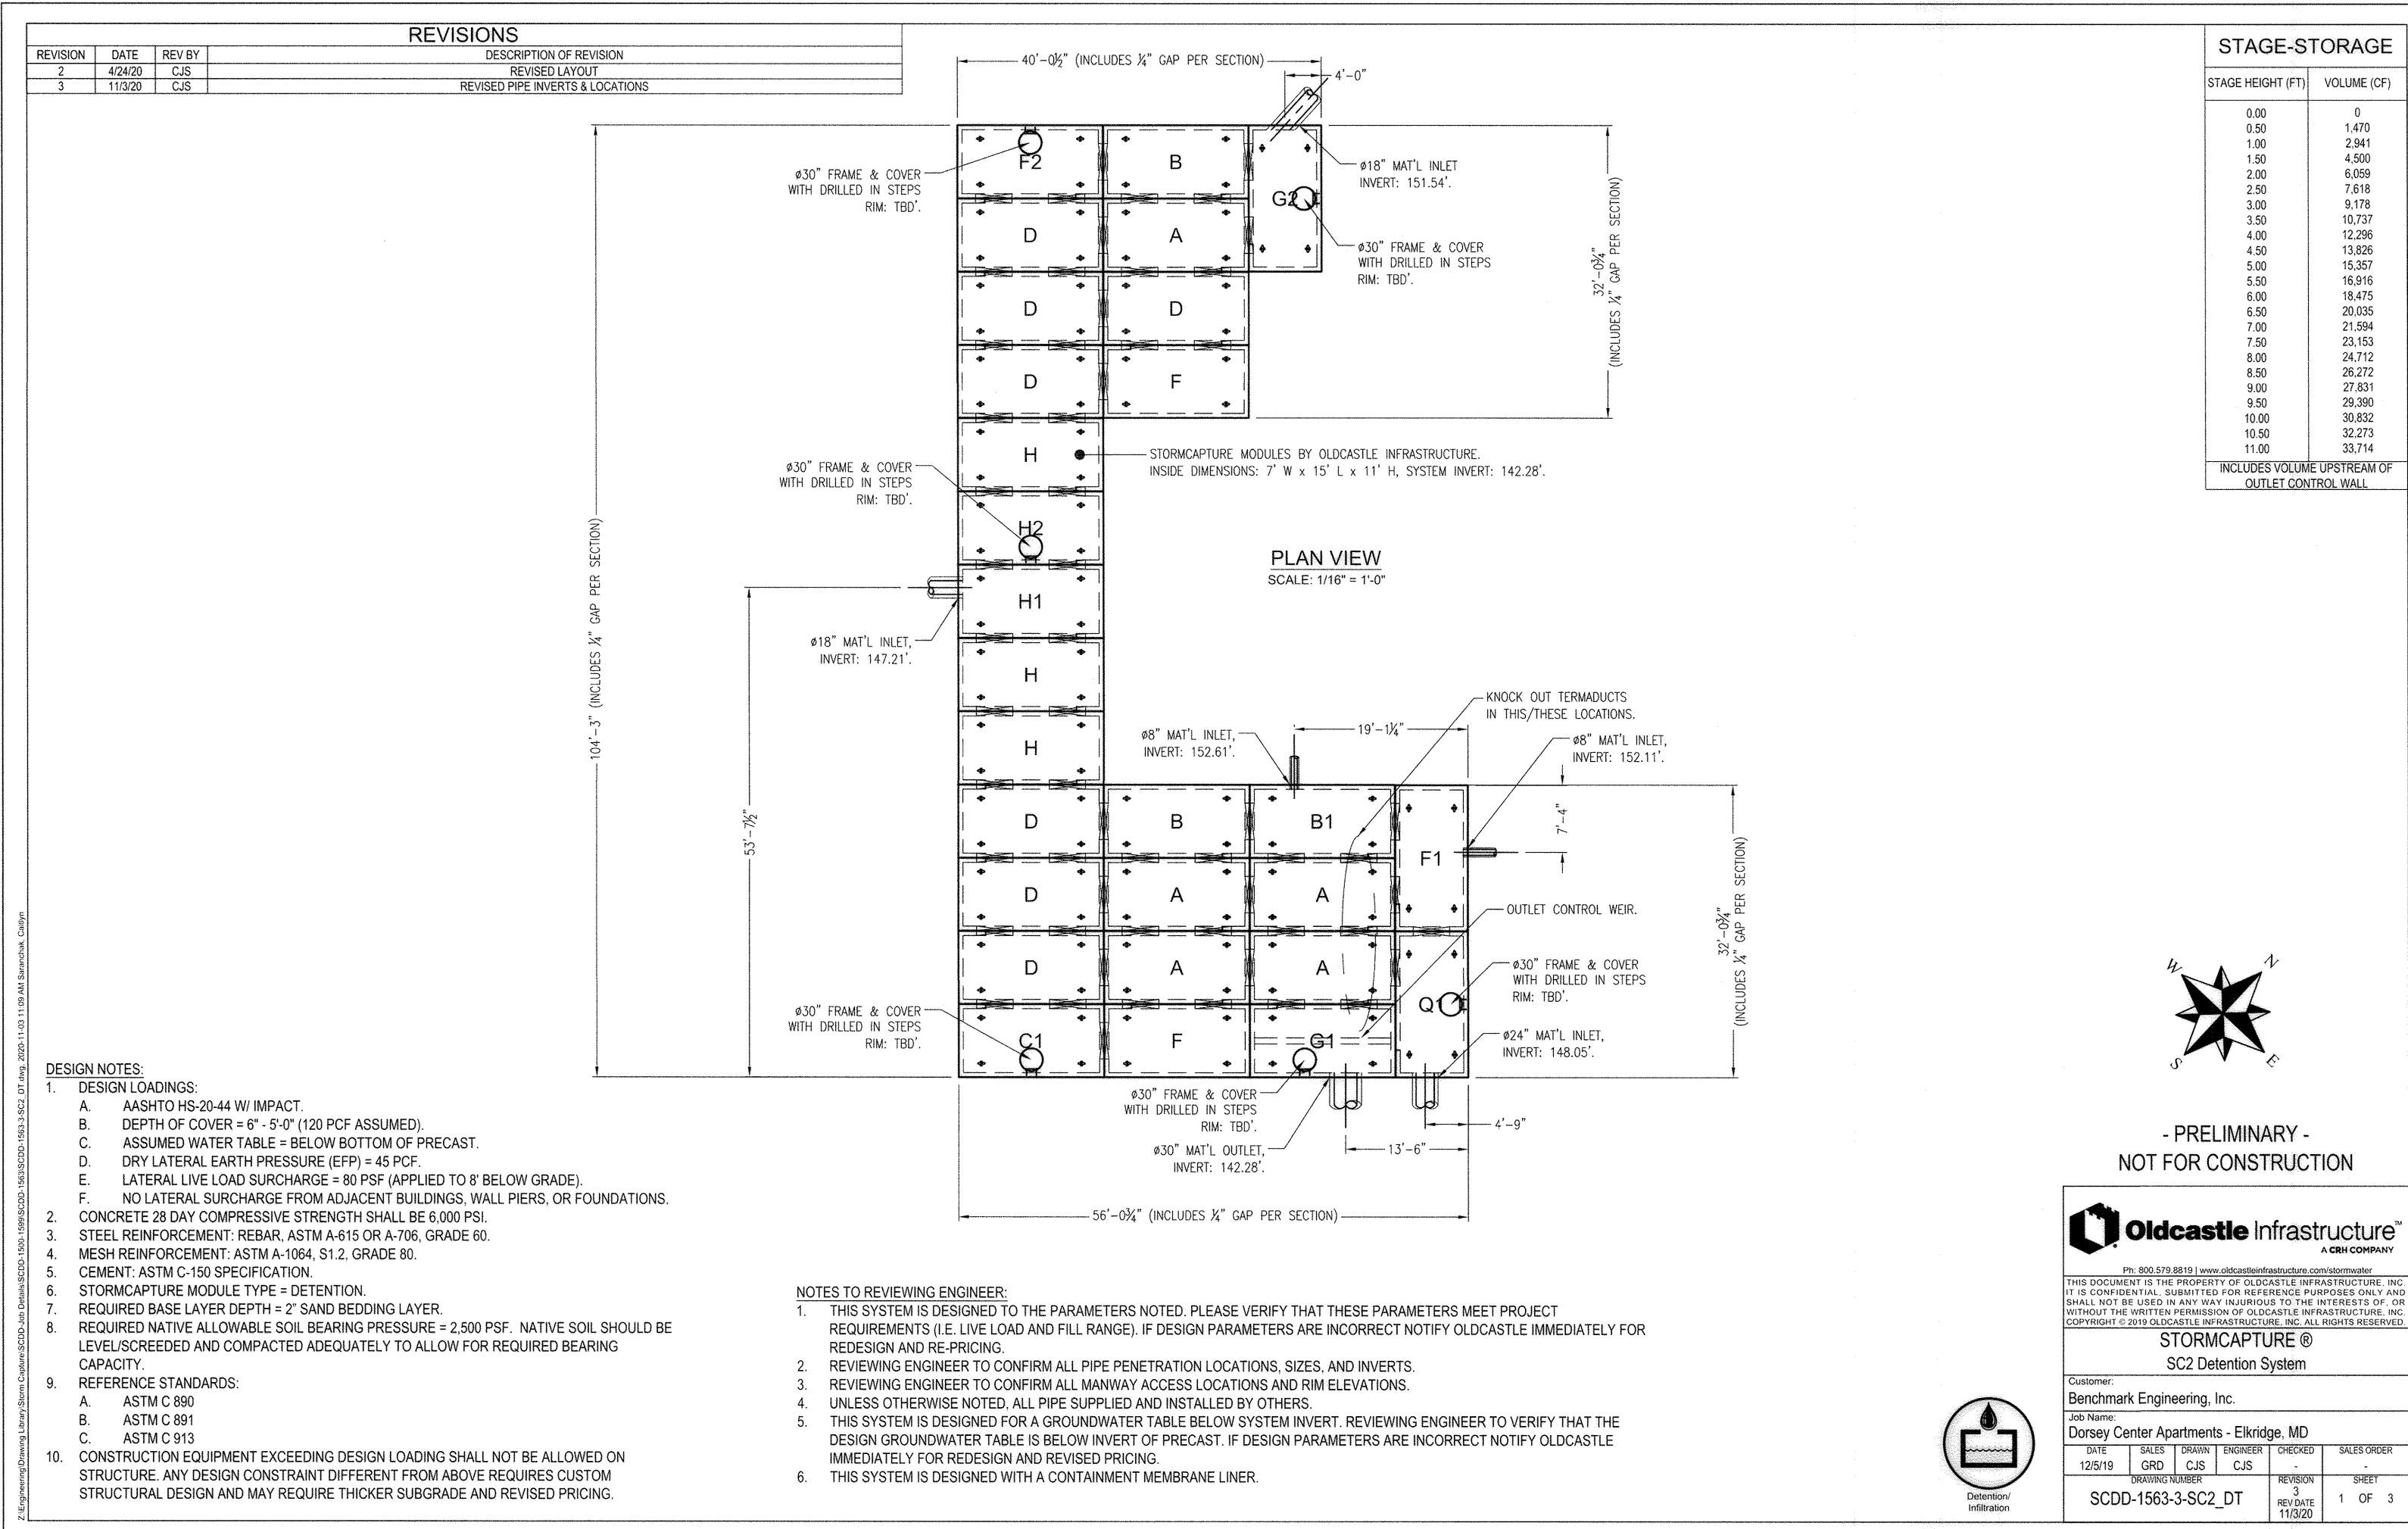 REVISIONS
REVISION DATE REV BY DESCRIPTION OF REVISION
2 4/24/20 CJS REVISED LAYOUT
3 11/3/20 CJS REVISED PIPE INVERTS & LOCATIONS
40'-0½" (INCLUDES ¼" GAP PER SECTION)
4'-0"
F2
B
G2
D
A
D
D
D
F
H
H2
H1
H
H
D
B
B1
F1
D
A
A
D
A
A
Q1
C1
F
G1
ø30" FRAME & COVER
WITH DRILLED IN STEPS
RIM: TBD'.
ø18" MAT'L INLET
INVERT: 151.54'.
ø30" FRAME & COVER
WITH DRILLED IN STEPS
RIM: TBD'.
32'-0¾"
(INCLUDES ¼" GAP PER SECTION)
104'-3" (INCLUDES ¼" GAP PER SECTION)
STORMCAPTURE MODULES BY OLDCASTLE INFRASTRUCTURE.
INSIDE DIMENSIONS: 7' W x 15' L x 11' H, SYSTEM INVERT: 142.28'.
ø30" FRAME & COVER
WITH DRILLED IN STEPS
RIM: TBD'.
PLAN VIEW
SCALE: 1/16" = 1'-0"
ø18" MAT'L INLET,
INVERT: 147.21'.
53'-7½"
KNOCK OUT TERMADUCTS
IN THIS/THESE LOCATIONS.
19'-1¼"
ø8" MAT'L INLET,
INVERT: 152.61'.
ø8" MAT'L INLET,
INVERT: 152.11'.
7'-4"
OUTLET CONTROL WEIR.
32'-0¾"
(INCLUDES ¼" GAP PER SECTION)
ø30" FRAME & COVER
WITH DRILLED IN STEPS
RIM: TBD'.
ø30" FRAME & COVER
WITH DRILLED IN STEPS
RIM: TBD'.
ø24" MAT'L INLET,
INVERT: 148.05'.
ø30" FRAME & COVER
WITH DRILLED IN STEPS
RIM: TBD'.
4'-9"
ø30" MAT'L OUTLET,
INVERT: 142.28'.
13'-6"
56'-0¾" (INCLUDES ¼" GAP PER SECTION)
STAGE-STORAGE
STAGE HEIGHT (FT) VOLUME (CF)
0.00 0
0.50 1,470
1.00 2,941
1.50 4,500
2.00 6,059
2.50 7,618
3.00 9,178
3.50 10,737
4.00 12,296
4.50 13,826
5.00 15,357
5.50 16,916
6.00 18,475
6.50 20,035
7.00 21,594
7.50 23,153
8.00 24,712
8.50 26,272
9.00 27,831
9.50 29,390
10.00 30,832
10.50 32,273
11.00 33,714
INCLUDES VOLUME UPSTREAM OF
OUTLET CONTROL WALL
Z:\Engineering\Drawing Library\Storm Capture\SCDD-Job Details\SCDD-1500-1599\SCDD-1563\SCDD-1563-3-SC2_DT.dwg, 2020-11-03 11:09 AM Saranchak, Caitlyn
DESIGN NOTES:
1. DESIGN LOADINGS:
A. AASHTO HS-20-44 W/ IMPACT.
B. DEPTH OF COVER = 6" - 5'-0" (120 PCF ASSUMED).
C. ASSUMED WATER TABLE = BELOW BOTTOM OF PRECAST.
D. DRY LATERAL EARTH PRESSURE (EFP) = 45 PCF.
E. LATERAL LIVE LOAD SURCHARGE = 80 PSF (APPLIED TO 8' BELOW GRADE).
F. NO LATERAL SURCHARGE FROM ADJACENT BUILDINGS, WALL PIERS, OR FOUNDATIONS.
2. CONCRETE 28 DAY COMPRESSIVE STRENGTH SHALL BE 6,000 PSI.
3. STEEL REINFORCEMENT: REBAR, ASTM A-615 OR A-706, GRADE 60.
4. MESH REINFORCEMENT: ASTM A-1064, S1.2, GRADE 80.
5. CEMENT: ASTM C-150 SPECIFICATION.
6. STORMCAPTURE MODULE TYPE = DETENTION.
7. REQUIRED BASE LAYER DEPTH = 2" SAND BEDDING LAYER.
8. REQUIRED NATIVE ALLOWABLE SOIL BEARING PRESSURE = 2,500 PSF. NATIVE SOIL SHOULD BE
LEVEL/SCREEDED AND COMPACTED ADEQUATELY TO ALLOW FOR REQUIRED BEARING
CAPACITY.
9. REFERENCE STANDARDS:
A. ASTM C 890
B. ASTM C 891
C. ASTM C 913
10. CONSTRUCTION EQUIPMENT EXCEEDING DESIGN LOADING SHALL NOT BE ALLOWED ON
STRUCTURE. ANY DESIGN CONSTRAINT DIFFERENT FROM ABOVE REQUIRES CUSTOM
STRUCTURAL DESIGN AND MAY REQUIRE THICKER SUBGRADE AND REVISED PRICING.
NOTES TO REVIEWING ENGINEER:
1. THIS SYSTEM IS DESIGNED TO THE PARAMETERS NOTED. PLEASE VERIFY THAT THESE PARAMETERS MEET PROJECT
REQUIREMENTS (I.E. LIVE LOAD AND FILL RANGE). IF DESIGN PARAMETERS ARE INCORRECT NOTIFY OLDCASTLE IMMEDIATELY FOR
REDESIGN AND RE-PRICING.
2. REVIEWING ENGINEER TO CONFIRM ALL PIPE PENETRATION LOCATIONS, SIZES, AND INVERTS.
3. REVIEWING ENGINEER TO CONFIRM ALL MANWAY ACCESS LOCATIONS AND RIM ELEVATIONS.
4. UNLESS OTHERWISE NOTED, ALL PIPE SUPPLIED AND INSTALLED BY OTHERS.
5. THIS SYSTEM IS DESIGNED FOR A GROUNDWATER TABLE BELOW SYSTEM INVERT. REVIEWING ENGINEER TO VERIFY THAT THE
DESIGN GROUNDWATER TABLE IS BELOW INVERT OF PRECAST. IF DESIGN PARAMETERS ARE INCORRECT NOTIFY OLDCASTLE
IMMEDIATELY FOR REDESIGN AND REVISED PRICING.
6. THIS SYSTEM IS DESIGNED WITH A CONTAINMENT MEMBRANE LINER.
W
N
S
E
- PRELIMINARY -
NOT FOR CONSTRUCTION
Detention/
Infiltration
Oldcastle Infrastructure™
A CRH COMPANY
Ph: 800.579.8819 | www.oldcastleinfrastructure.com/stormwater
THIS DOCUMENT IS THE PROPERTY OF OLDCASTLE INFRASTRUCTURE, INC.
IT IS CONFIDENTIAL, SUBMITTED FOR REFERENCE PURPOSES ONLY AND
SHALL NOT BE USED IN ANY WAY INJURIOUS TO THE INTERESTS OF, OR
WITHOUT THE WRITTEN PERMISSION OF OLDCASTLE INFRASTRUCTURE, INC.
COPYRIGHT © 2019 OLDCASTLE INFRASTRUCTURE, INC. ALL RIGHTS RESERVED.
STORMCAPTURE ®
SC2 Detention System
Customer:
Benchmark Engineering, Inc.
Job Name:
Dorsey Center Apartments - Elkridge, MD
DATE SALES DRAWN ENGINEER CHECKED SALES ORDER
12/5/19 GRD CJS CJS - -
DRAWING NUMBER REVISION SHEET
SCDD-1563-3-SC2_DT 3 1 OF 3
REV DATE
11/3/20